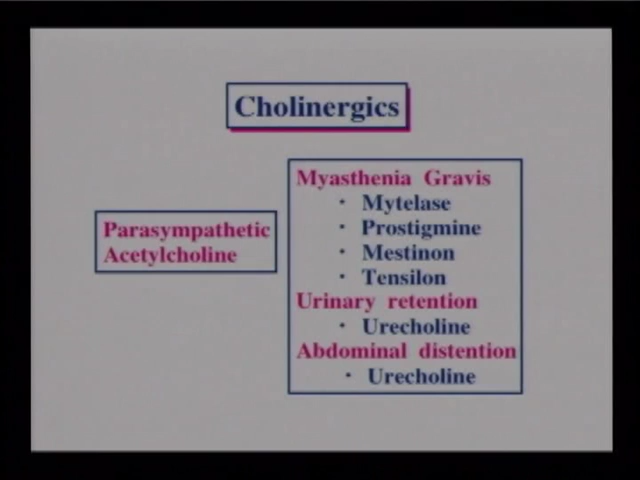 Cholinergics
Parasympathetic
Acetylcholine
Myasthenia Gravis
· Mytelase
· Prostigmine
· Mestinon
· Tensilon
Urinary retention
· Urecholine
Abdominal distention
· Urecholine